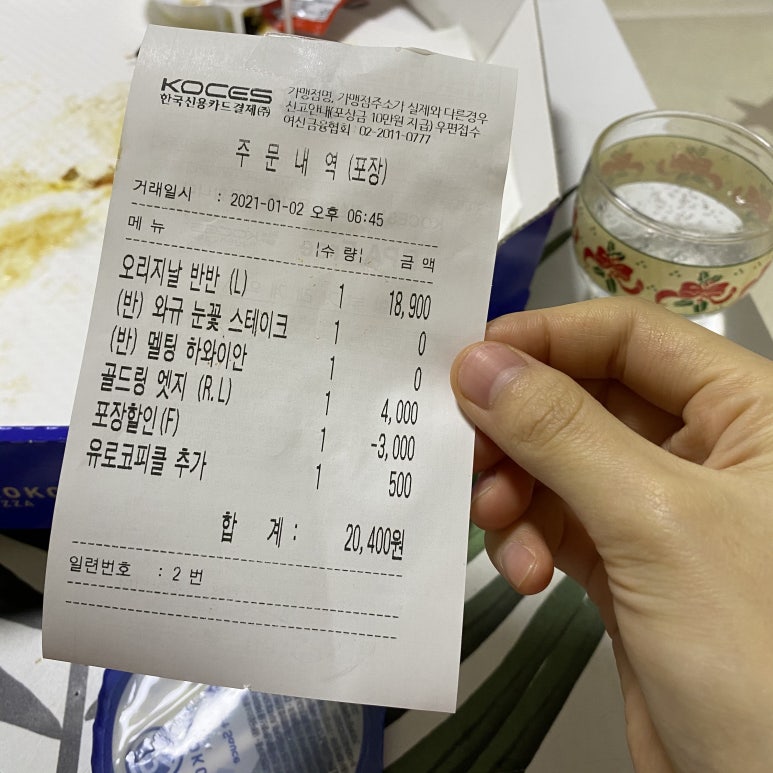 KOCES
한국신용카드결제(주)
가맹점명, 가맹점주소가 실제와 다른경우
신고안내(포상금 10만원 지급) 우편접수
여신금융협회 02-2011-0777
주 문 내 역 (포장)
거래일시 : 2021-01-02 오후 06:45
메 뉴 |수 량| 금 액
오리지날 반반 (L) 1 18,900
(반) 와규 눈꽃 스테이크 1 0
(반) 멜팅 하와이안 1 0
골드링 엣지 (R.L) 1 4,000
포장할인(F) 1 -3,000
유로코피클 추가 1 500
합 계: 20,400원
일련번호 : 2 번